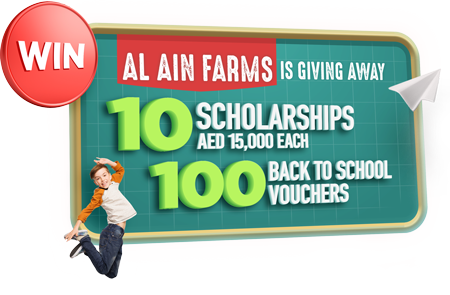 WIN
AL AIN FARMS IS GIVING AWAY
10 SCHOLARSHIPS
AED 15,000 EACH
100 BACK TO SCHOOL
VOUCHERS